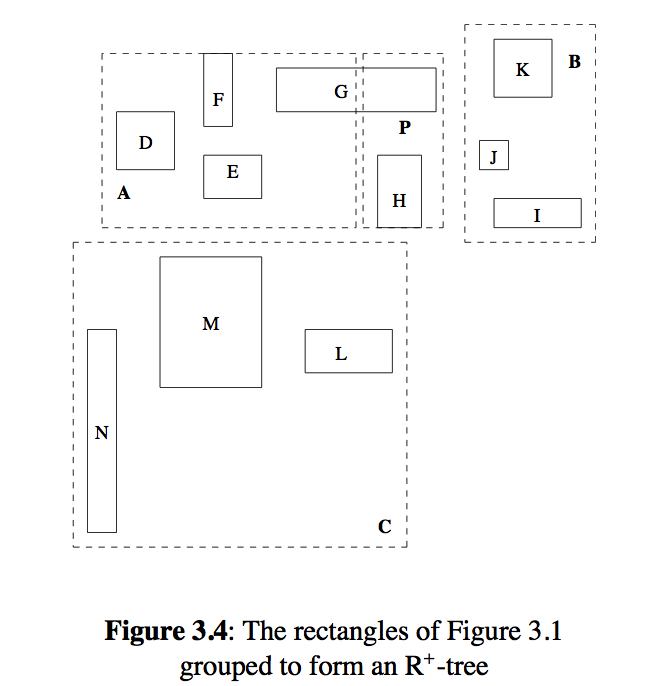 K
B
F
G
P
D
J
E
A
H
I
M
L
N
C
Figure 3.4: The rectangles of Figure 3.1
grouped to form an R+-tree